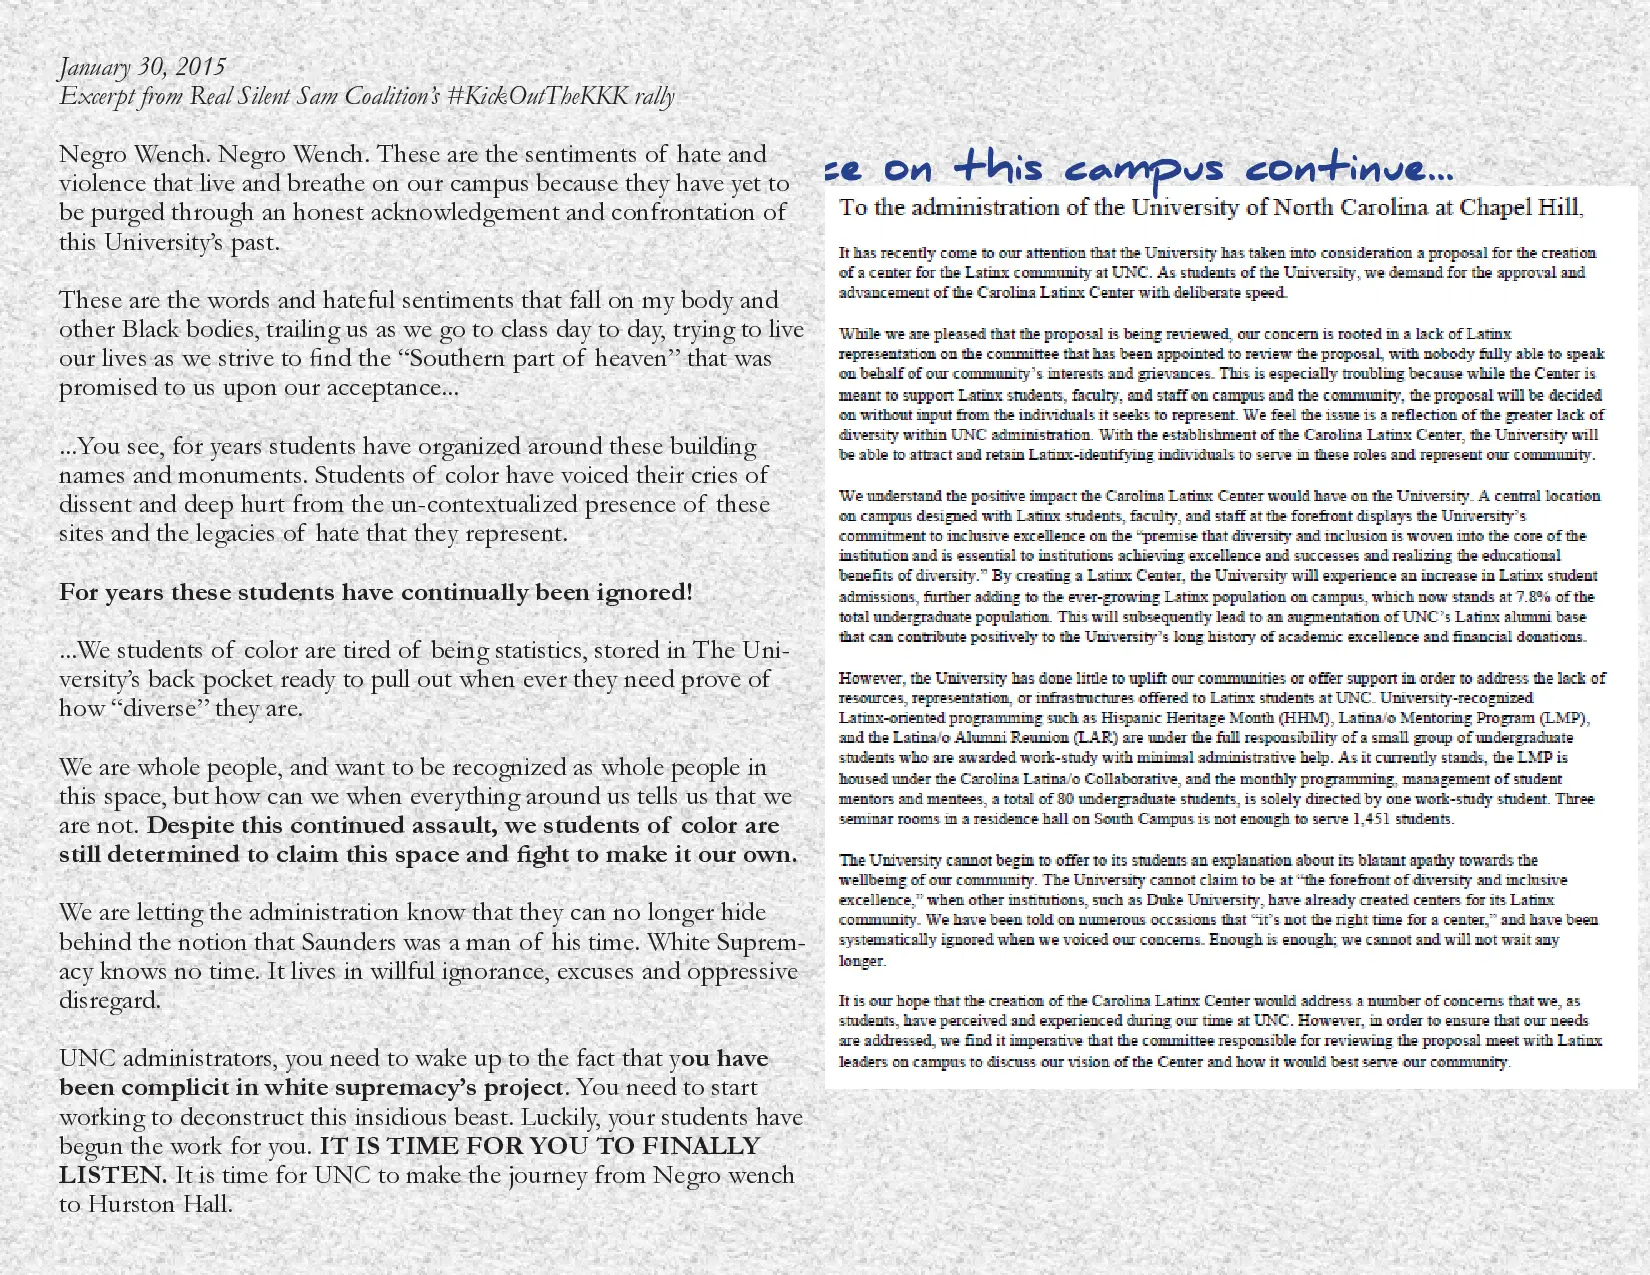 January 30, 2015
Excerpt from Real Silent Sam Coalition's #KickOutTheKKK rally
Negro Wench. Negro Wench. These are the sentiments of hate and
violence that live and breathe on our campus because they have yet to
be purged through an honest acknowledgement and confrontation of
this University's past.
These are the words and hateful sentiments that fall on my body and
other Black bodies, trailing us as we go to class day to day, trying to live
our lives as we strive to find the “Southern part of heaven” that was
promised to us upon our acceptance...
...You see, for years students have organized around these building
names and monuments. Students of color have voiced their cries of
dissent and deep hurt from the un-contextualized presence of these
sites and the legacies of hate that they represent.
For years these students have continually been ignored!
...We students of color are tired of being statistics, stored in The Uni-
versity's back pocket ready to pull out when ever they need prove of
how “diverse” they are.
We are whole people, and want to be recognized as whole people in
this space, but how can we when everything around us tells us that we
are not. Despite this continued assault, we students of color are
still determined to claim this space and fight to make it our own.
We are letting the administration know that they can no longer hide
behind the notion that Saunders was a man of his time. White Suprem-
acy knows no time. It lives in willful ignorance, excuses and oppressive
disregard.
UNC administrators, you need to wake up to the fact that you have
been complicit in white supremacy's project. You need to start
working to deconstruct this insidious beast. Luckily, your students have
begun the work for you. IT IS TIME FOR YOU TO FINALLY
LISTEN. It is time for UNC to make the journey from Negro wench
to Hurston Hall.
ce on this campus continue...
To the administration of the University of North Carolina at Chapel Hill,
It has recently come to our attention that the University has taken into consideration a proposal for the creation
of a center for the Latinx community at UNC. As students of the University, we demand for the approval and
advancement of the Carolina Latinx Center with deliberate speed.
While we are pleased that the proposal is being reviewed, our concern is rooted in a lack of Latinx
representation on the committee that has been appointed to review the proposal, with nobody fully able to speak
on behalf of our community's interests and grievances. This is especially troubling because while the Center is
meant to support Latinx students, faculty, and staff on campus and the community, the proposal will be decided
on without input from the individuals it seeks to represent. We feel the issue is a reflection of the greater lack of
diversity within UNC administration. With the establishment of the Carolina Latinx Center, the University will
be able to attract and retain Latinx-identifying individuals to serve in these roles and represent our community.
We understand the positive impact the Carolina Latinx Center would have on the University. A central location
on campus designed with Latinx students, faculty, and staff at the forefront displays the University's
commitment to inclusive excellence on the “premise that diversity and inclusion is woven into the core of the
institution and is essential to institutions achieving excellence and successes and realizing the educational
benefits of diversity.” By creating a Latinx Center, the University will experience an increase in Latinx student
admissions, further adding to the ever-growing Latinx population on campus, which now stands at 7.8% of the
total undergraduate population. This will subsequently lead to an augmentation of UNC's Latinx alumni base
that can contribute positively to the University's long history of academic excellence and financial donations.
However, the University has done little to uplift our communities or offer support in order to address the lack of
resources, representation, or infrastructures offered to Latinx students at UNC. University-recognized
Latinx-oriented programming such as Hispanic Heritage Month (HHM), Latina/o Mentoring Program (LMP),
and the Latina/o Alumni Reunion (LAR) are under the full responsibility of a small group of undergraduate
students who are awarded work-study with minimal administrative help. As it currently stands, the LMP is
housed under the Carolina Latina/o Collaborative, and the monthly programming, management of student
mentors and mentees, a total of 80 undergraduate students, is solely directed by one work-study student. Three
seminar rooms in a residence hall on South Campus is not enough to serve 1,451 students.
The University cannot begin to offer to its students an explanation about its blatant apathy towards the
wellbeing of our community. The University cannot claim to be at “the forefront of diversity and inclusive
excellence,” when other institutions, such as Duke University, have already created centers for its Latinx
community. We have been told on numerous occasions that “it's not the right time for a center,” and have been
systematically ignored when we voiced our concerns. Enough is enough; we cannot and will not wait any
longer.
It is our hope that the creation of the Carolina Latinx Center would address a number of concerns that we, as
students, have perceived and experienced during our time at UNC. However, in order to ensure that our needs
are addressed, we find it imperative that the committee responsible for reviewing the proposal meet with Latinx
leaders on campus to discuss our vision of the Center and how it would best serve our community.